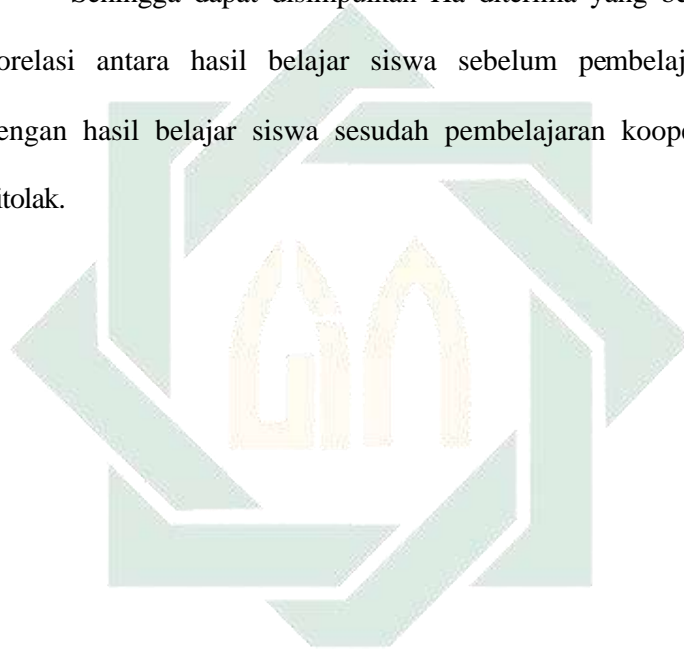 Sehingga dapat disimpulkan Ha diterima yang be
orelasi antara hasil belajar siswa sebelum pembelaj
engan hasil belajar siswa sesudah pembelajaran koope
itolak.